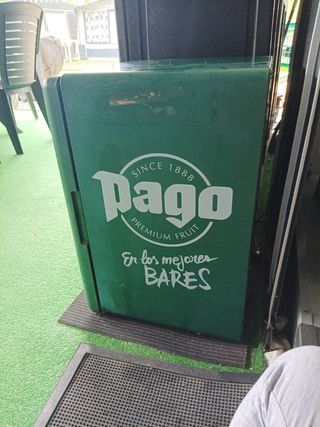 SINCE 1888
Pago
PREMIUM FRUIT
En los mejores
BARES